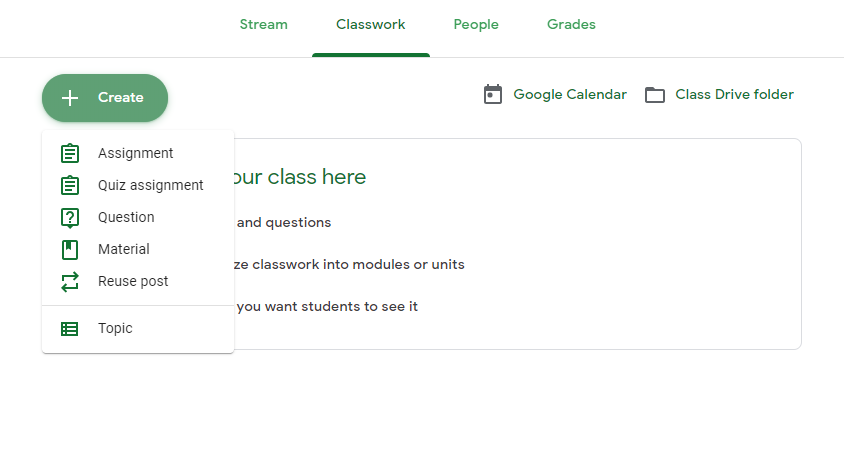 Stream Classwork People Grades
Create
Google Calendar Class Drive folder
Assignment
Quiz assignment
Question
Material
Reuse post
Topic
our class here
and questions
ze classwork into modules or units
you want students to see it